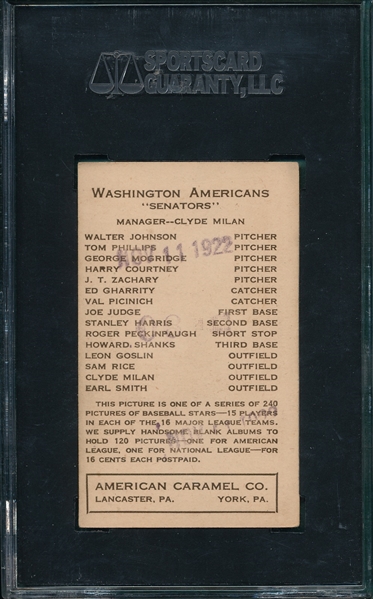 SPORTSCARD
GUARANTY, LLC
WASHINGTON AMERICANS
"SENATORS"
MANAGER--CLYDE MILAN
WALTER JOHNSON PITCHER
TOM PHILLIPS PITCHER
GEORGE MOGRIDGE PITCHER
HARRY COURTNEY PITCHER
J. T. ZACHARY PITCHER
ED GHARRITY CATCHER
VAL PICINICH CATCHER
JOE JUDGE FIRST BASE
STANLEY HARRIS SECOND BASE
ROGER PECKINPAUGH SHORT STOP
HOWARD SHANKS THIRD BASE
LEON GOSLIN OUTFIELD
SAM RICE OUTFIELD
CLYDE MILAN OUTFIELD
EARL SMITH OUTFIELD
11 1922
THIS PICTURE IS ONE OF A SERIES OF 240
PICTURES OF BASEBALL STARS—15 PLAYERS
IN EACH OF THE 16 MAJOR LEAGUE TEAMS.
WE SUPPLY HANDSOME BLANK ALBUMS TO
HOLD 120 PICTURES—ONE FOR AMERICAN
LEAGUE, ONE FOR NATIONAL LEAGUE—FOR
16 CENTS EACH POSTPAID.
AMERICAN CARAMEL CO.
LANCASTER, PA. YORK, PA.